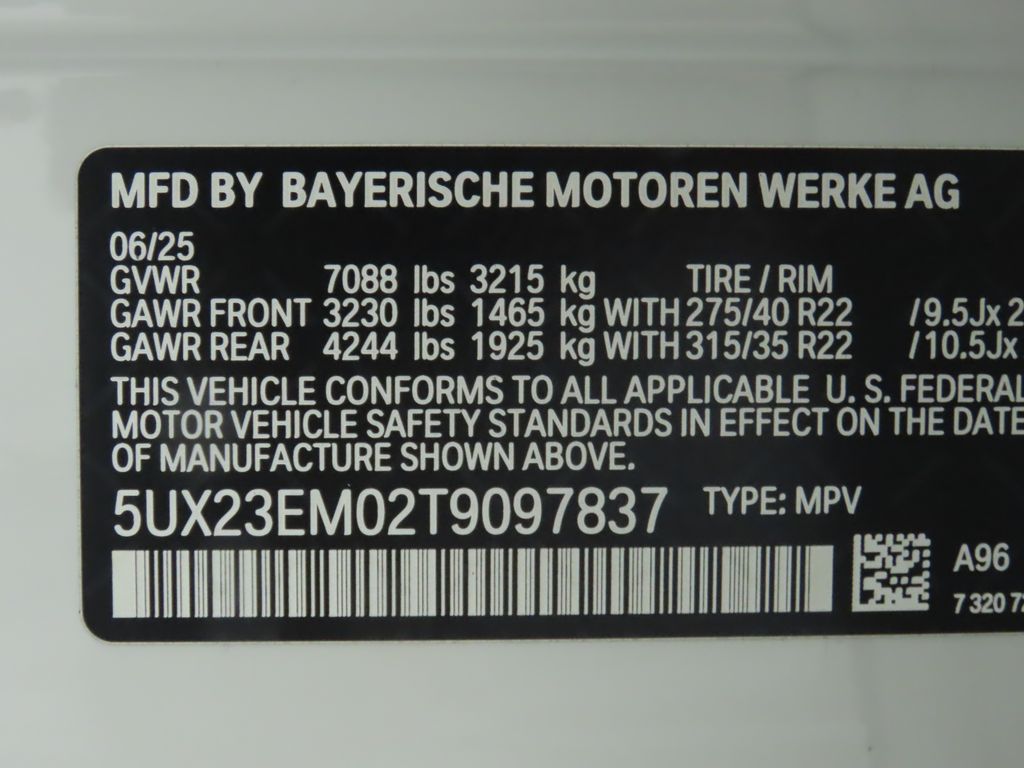 MFD BY BAYERISCHE MOTOREN WERKE AG
06/25
GVWR 7088 lbs 3215 kg TIRE / RIM
GAWR FRONT 3230 lbs 1465 kg WITH 275/40 R22 /9.5Jx 2
GAWR REAR 4244 lbs 1925 kg WITH 315/35 R22 /10.5Jx
THIS VEHICLE CONFORMS TO ALL APPLICABLE U. S. FEDERAL
MOTOR VEHICLE SAFETY STANDARDS IN EFFECT ON THE DATE
OF MANUFACTURE SHOWN ABOVE.
5UX23EM02T9097837 TYPE: MPV
A96
7 320 7